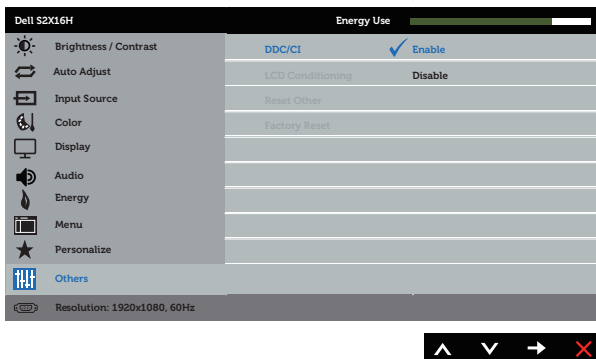 Dell S2X16H Energy Use
Brightness / Contrast
DDC/CI Enable
Auto Adjust
LCD Conditioning Disable
Input Source
Reset Other
Color
Factory Reset
Display
Audio
Energy
Menu
Personalize
Others
Resolution: 1920x1080, 60Hz